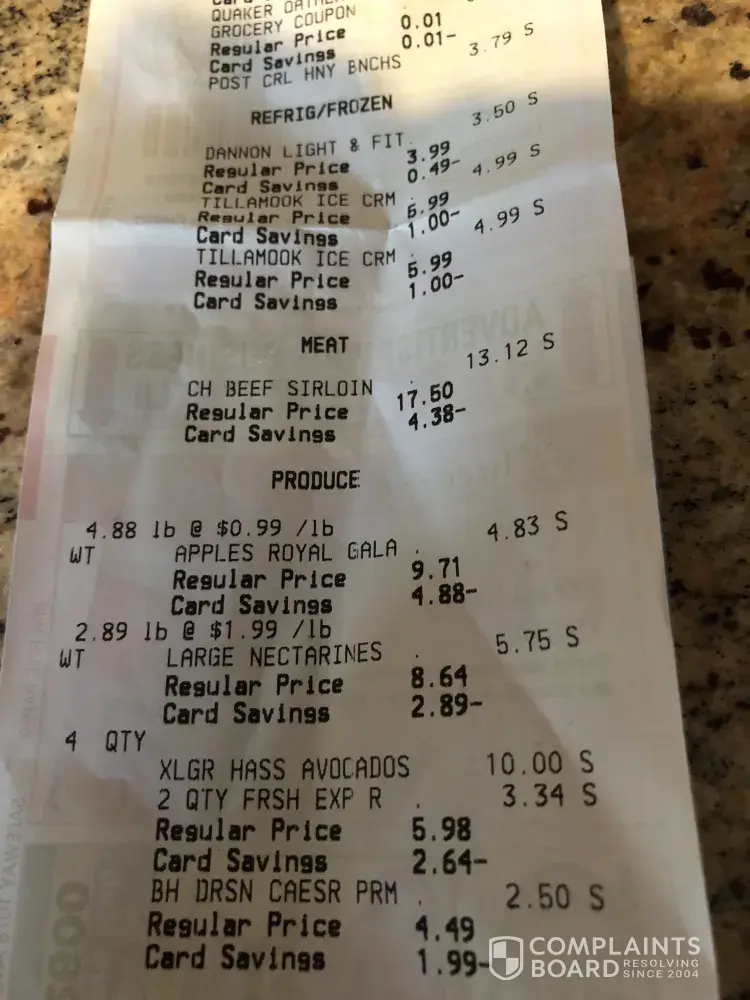 QUAKER
GROCERY COUPON
Regular Price 0.01
Card Savings 0.01-
POST CRL HNY BNCHS 3.79 S
REFRIG/FROZEN
DANNON LIGHT & FIT. 3.50 S
Regular Price 3.99
Card Savings 0.49-
TILLAMOOK ICE CRM . 4.99 S
Regular Price 5.99
Card Savings 1.00-
TILLAMOOK ICE CRM . 4.99 S
Regular Price 5.99
Card Savings 1.00-
MEAT
CH BEEF SIRLOIN 13.12 S
Regular Price 17.50
Card Savings 4.38-
PRODUCE
4.88 lb @ $0.99 /lb
WT APPLES ROYAL GALA . 4.83 S
Regular Price 9.71
Card Savings 4.88-
2.89 lb @ $1.99 /lb
WT LARGE NECTARINES . 5.75 S
Regular Price 8.64
Card Savings 2.89-
4 QTY
XLGR HASS AVOCADOS 10.00 S
2 QTY FRSH EXP R . 3.34 S
Regular Price 5.98
Card Savings 2.64-
BH DRSN CAESR PRM . 2.50 S
Regular Price 4.49
Card Savings 1.99-
COMPLAINTS
BOARD RESOLVING
SINCE 2004